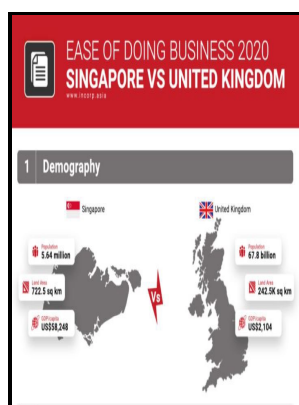 EASE OF DOING BUSINESS 2020
SINGAPORE VS UNITED KINGDOM
www.incorp.asia
1 Demography
Singapore
Population
5.64 million
Land Area
722.5 sq km
GDP/capita
US$58,248
Vs
United Kingdom
Population
67.8 billion
Land Area
242.5K sq km
GDP/capita
US$2,104